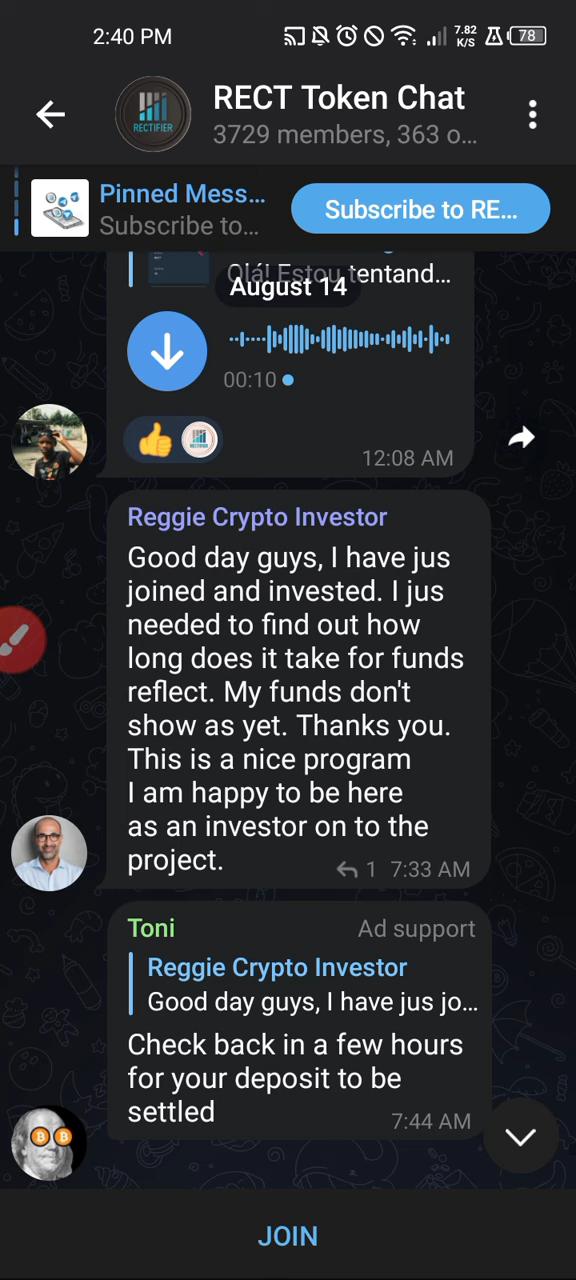 2:40 PM
7.82
K/S
78
RECT Token Chat
RECTIFIER
3729 members, 363 o...
Pinned Mess...
Subscribe to RE...
Subscribe to...
Olá! Estou tentand...
August 14
00:10
RECTIFIER
12:08 AM
Reggie Crypto Investor
Good day guys, I have jus
joined and invested. I jus
needed to find out how
long does it take for funds
reflect. My funds don't
show as yet. Thanks you.
This is a nice program
I am happy to be here
as an investor on to the
project.
1 7:33 AM
Toni
Ad support
Reggie Crypto Investor
Good day guys, I have jus jo...
Check back in a few hours
for your deposit to be
settled
7:44 AM
JOIN